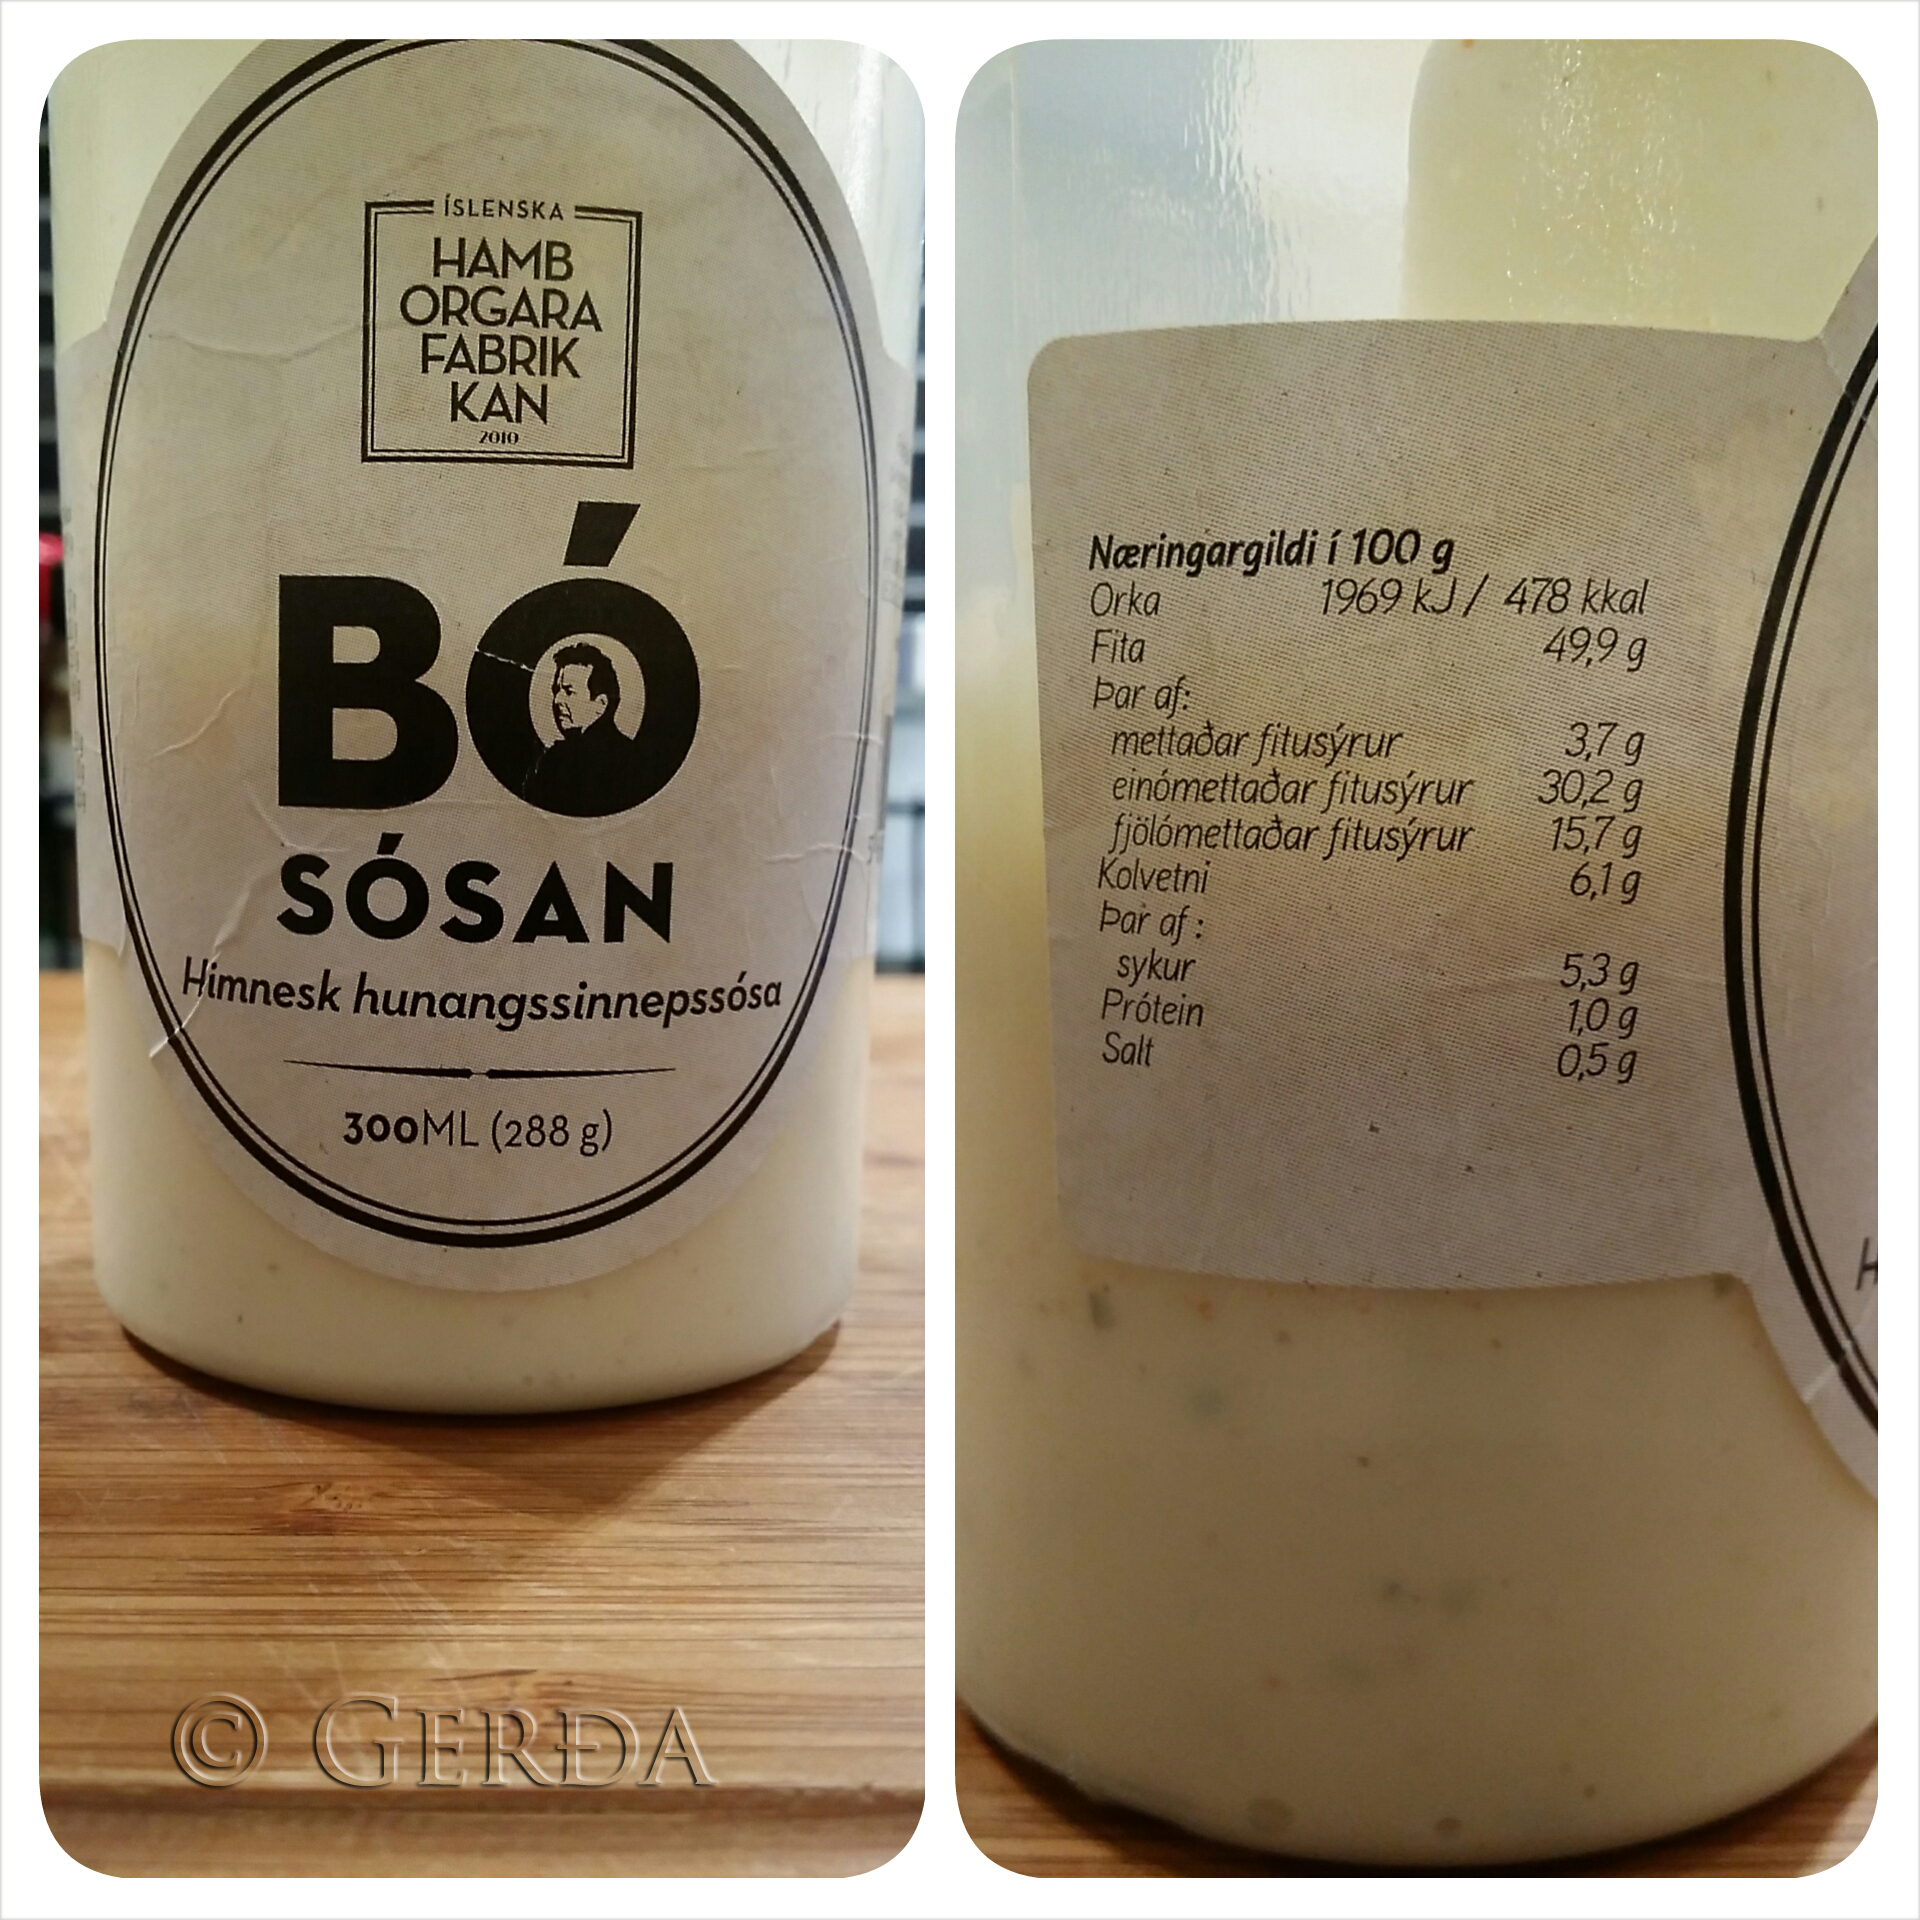 ÍSLENSKA
HAMB
ORGARA
FABRIK
KAN
2010
BÓ
SÓSAN
Himnesk hunangssinnepssósa
300ML (288 g)
© GERÐA
Næringargildi í 100 g
Orka 1969 kJ / 478 kkal
Fita 49,9 g
Þar af:
mettaðar fitusýrur 3,7 g
einómettaðar fitusýrur 30,2 g
fjölómettaðar fitusýrur 15,7 g
Kolvetni 6,1 g
Þar af :
sykur 5,3 g
Prótein 1,0 g
Salt 0,5 g
H